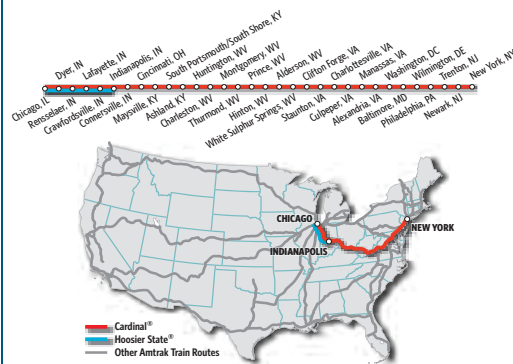 Dyer, IN
Lafayette, IN
Indianapolis, IN
Cincinnati, OH
South Portsmouth/South Shore, KY
Huntington, WV
Montgomery, WV
Prince, WV
Alderson, WV
Clifton Forge, VA
Charlottesville, VA
Manassas, VA
Washington, DC
Wilmington, DE
Trenton, NJ
New York, NY
Chicago, IL
Rensselaer, IN
Crawfordsville, IN
Connersville, IN
Maysville, KY
Ashland, KY
Charleston, WV
Thurmond, WV
Hinton, WV
White Sulphur Springs, WV
Staunton, VA
Culpeper, VA
Alexandria, VA
Baltimore, MD
Philadelphia, PA
Newark, NJ
CHICAGO
NEW YORK
INDIANAPOLIS
Cardinal®
Hoosier State®
Other Amtrak Train Routes